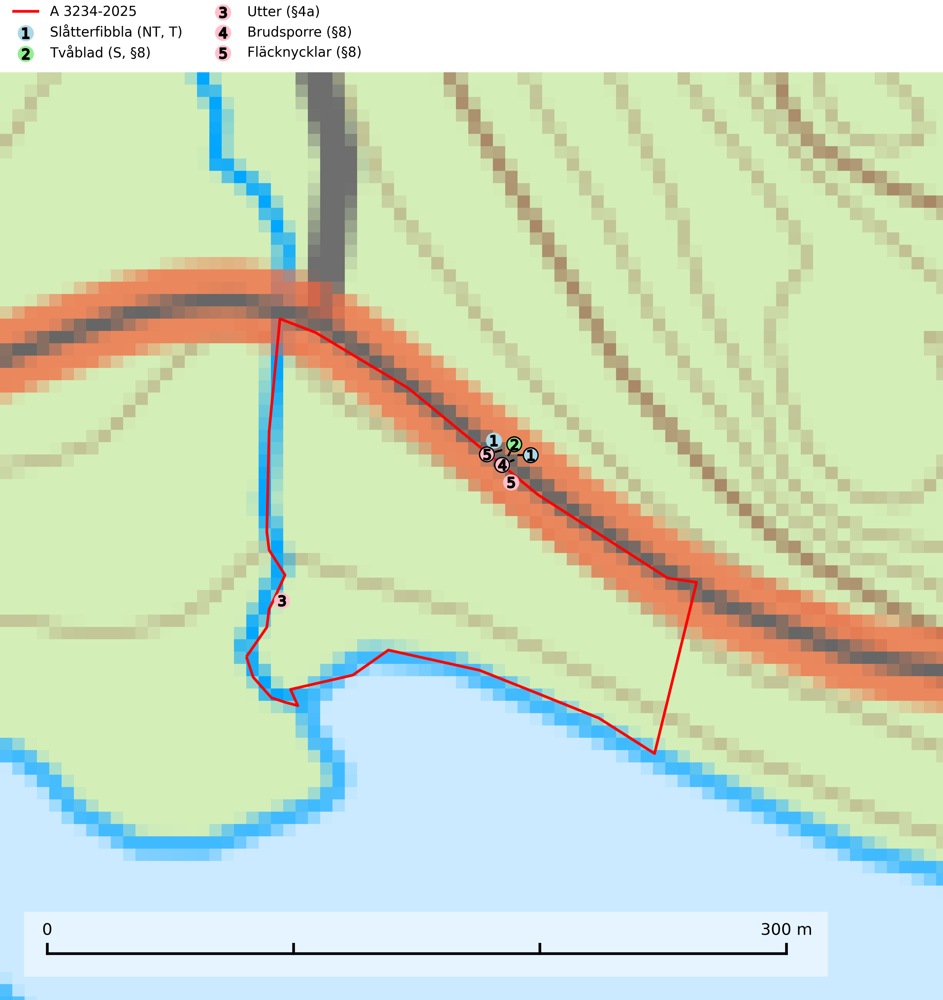 A 3234-2025
1 Slåtterfibbla (NT, T)
2 Tvåblad (S, §8)
3 Utter (§4a)
4 Brudsporre (§8)
5 Fläcknycklar (§8)
1
2
5
1
4
5
3
0 300 m